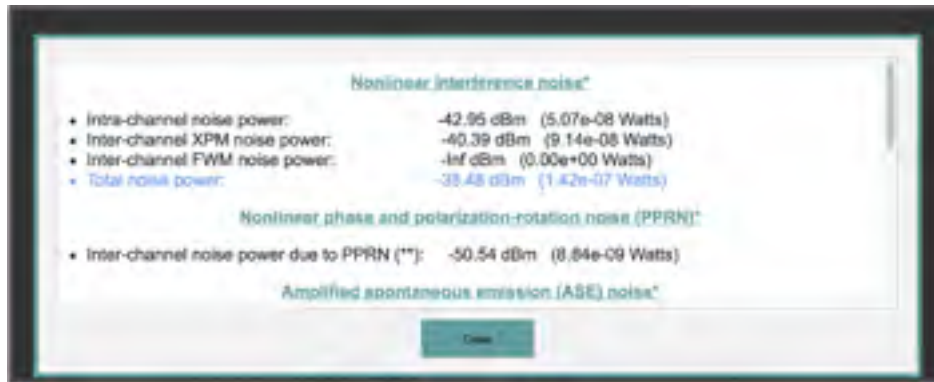 Nonlinear interference noise*
• Intra-channel noise power: -42.95 dBm (5.07e-08 Watts)
• Inter-channel XPM noise power: -40.39 dBm (9.14e-08 Watts)
• Inter-channel FWM noise power: -Inf dBm (0.00e+00 Watts)
• Total noise power: -38.48 dBm (1.42e-07 Watts)
Nonlinear phase and polarization-rotation noise (PPRN)*
• Inter-channel noise power due to PPRN (**): -50.54 dBm (8.84e-09 Watts)
Amplified spontaneous emission (ASE) noise*
Close